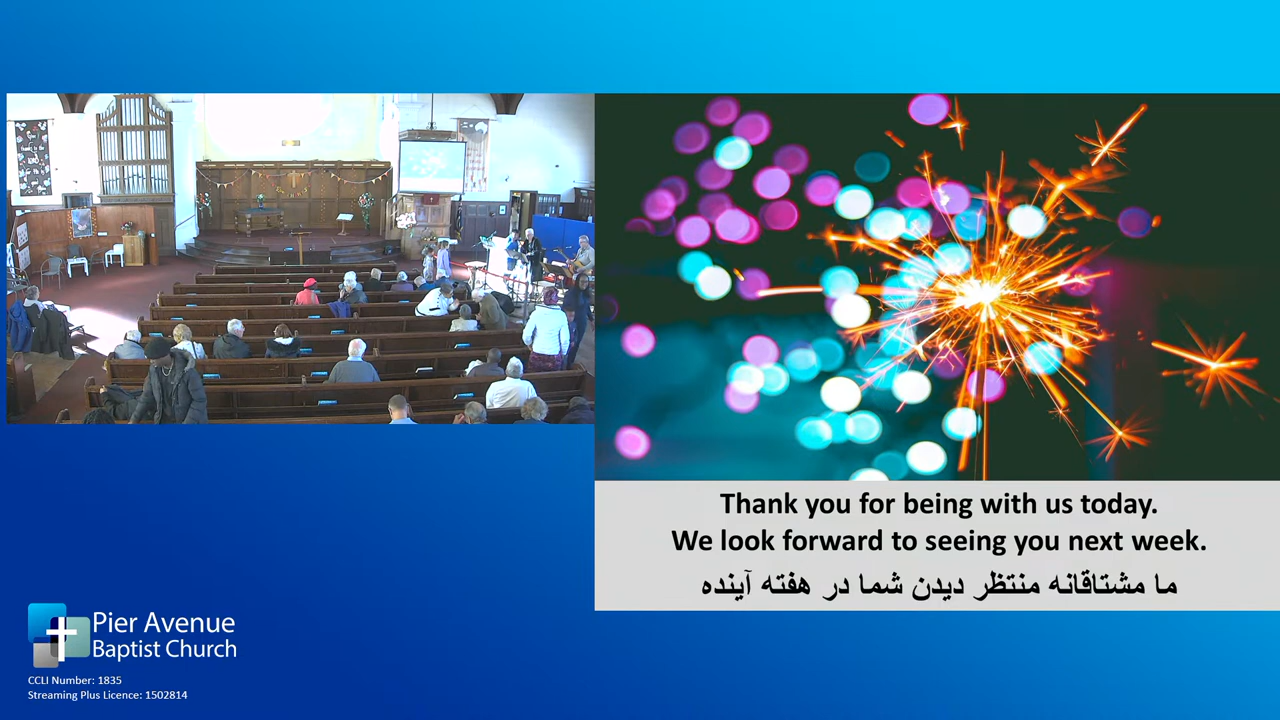 Thank you for being with us today.
We look forward to seeing you next week.
ما مشتاقانه منتظر دیدن شما در هفته آینده
Pier Avenue
Baptist Church
CCLI Number: 1835
Streaming Plus Licence: 1502814